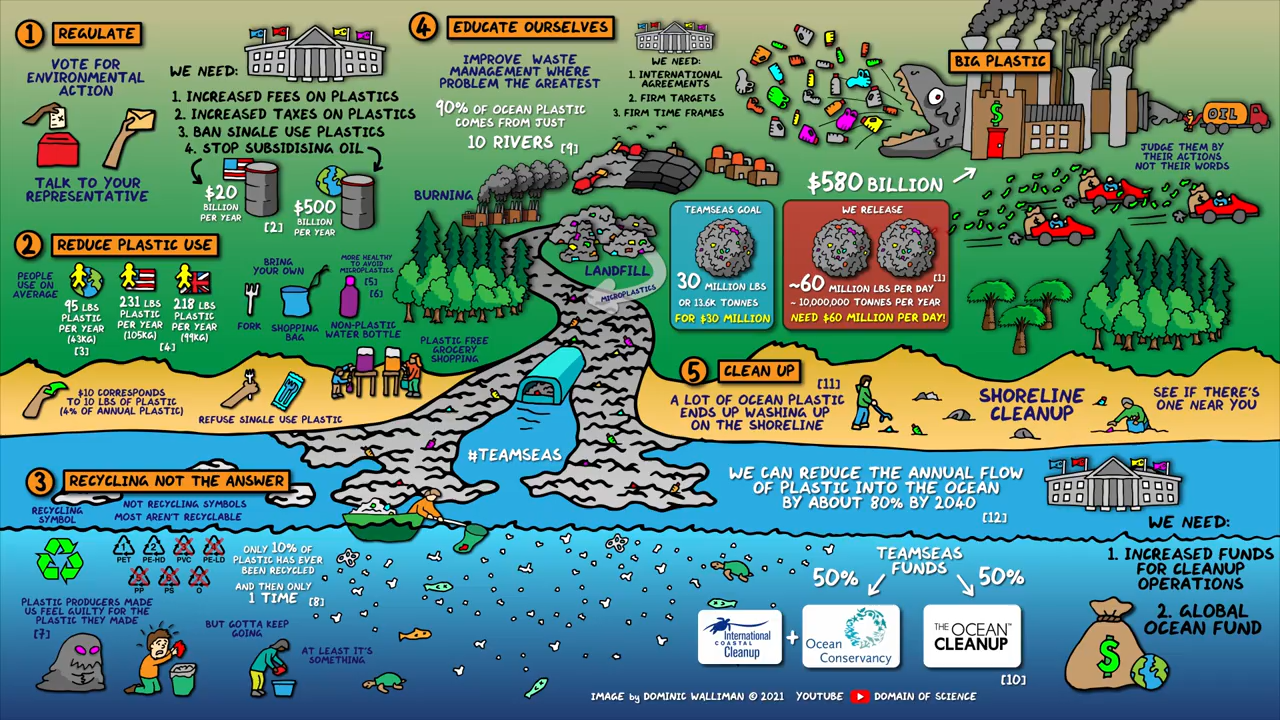 1 REGULATE
VOTE FOR
ENVIRONMENTAL
ACTION
TALK TO YOUR
REPRESENTATIVE
WE NEED:
1. INCREASED FEES ON PLASTICS
2. INCREASED TAXES ON PLASTICS
3. BAN SINGLE USE PLASTICS
4. STOP SUBSIDISING OIL
$20
BILLION
PER YEAR
[2]
$500
BILLION
PER YEAR
2 REDUCE PLASTIC USE
PEOPLE
USE ON
AVERAGE
95 LBS
PLASTIC
PER YEAR
(43KG)
[3]
231 LBS
PLASTIC
PER YEAR
(105KG)
218 LBS
PLASTIC
PER YEAR
(99KG)
[4]
BRING
YOUR OWN
FORK
SHOPPING
BAG
MORE HEALTHY
TO AVOID
MICROPLASTICS
[5]
[6]
NON-PLASTIC
WATER BOTTLE
PLASTIC FREE
GROCERY
SHOPPING
$10 CORRESPONDS
TO 10 LBS OF PLASTIC
(4% OF ANNUAL PLASTIC)
REFUSE SINGLE USE PLASTIC
3 RECYCLING NOT THE ANSWER
RECYCLING
SYMBOL
NOT RECYCLING SYMBOLS
MOST AREN'T RECYCLABLE
1
PET
2
PE-HD
3
PVC
4
PE-LD
5
PP
6
PS
7
O
ONLY 10% OF
PLASTIC HAS EVER
BEEN RECYCLED
AND THEN ONLY
1 TIME [8]
PLASTIC PRODUCERS MADE
US FEEL GUILTY FOR THE
PLASTIC THEY MADE
[7]
BUT GOTTA KEEP
GOING
AT LEAST IT'S
SOMETHING
4 EDUCATE OURSELVES
IMPROVE WASTE
MANAGEMENT WHERE
PROBLEM THE GREATEST
90% OF OCEAN PLASTIC
COMES FROM JUST
10 RIVERS [9]
WE NEED:
1. INTERNATIONAL
AGREEMENTS
2. FIRM TARGETS
3. FIRM TIME FRAMES
BURNING
LANDFILL
MICROPLASTICS
#TEAMSEAS
BIG PLASTIC
$
OIL
JUDGE THEM BY
THEIR ACTIONS
NOT THEIR WORDS
$580 BILLION
TEAMSEAS GOAL
30 MILLION LBS
OR 13.6K TONNES
FOR $30 MILLION
WE RELEASE
[1]
~60 MILLION LBS PER DAY
~ 10,000,000 TONNES PER YEAR
NEED $60 MILLION PER DAY!
5 CLEAN UP
[11]
A LOT OF OCEAN PLASTIC
ENDS UP WASHING UP
ON THE SHORELINE
SHORELINE
CLEANUP
SEE IF THERE'S
ONE NEAR YOU
WE CAN REDUCE THE ANNUAL FLOW
OF PLASTIC INTO THE OCEAN
BY ABOUT 80% BY 2040
[12]
WE NEED:
1. INCREASED FUNDS
FOR CLEANUP
OPERATIONS
2. GLOBAL
OCEAN FUND
$
TEAMSEAS
FUNDS
50%
50%
International
COASTAL
Cleanup
+
Ocean
Conservancy
THE OCEAN™
CLEANUP
[10]
IMAGE by DOMINIC WALLIMAN © 2021 YOUTUBE DOMAIN OF SCIENCE